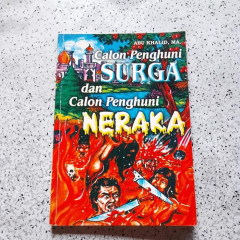 ABU KHALID, MA.
Calon Penghuni
SURGA
dan
Calon Penghuni
NERAKA